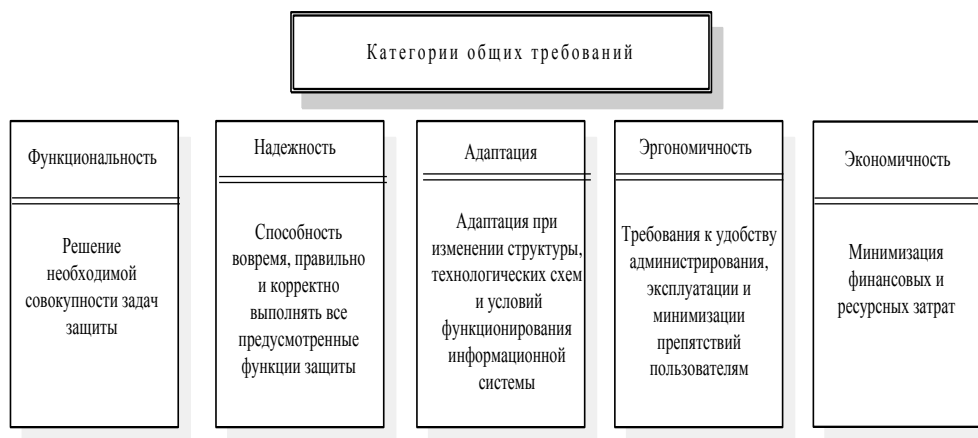 Категории общих требований
Функциональность
Решение
необходимой
совокупности задач
защиты
Надежность
Способность
вовремя, правильно
и корректно
выполнять все
предусмотренные
функции защиты
Адаптация
Адаптация при
изменении структуры,
технологических схем
и условий
функционирования
информационной
системы
Эргономичность
Требования к удобству
администрирования,
эксплуатации и
минимизации
препятствий
пользователям
Экономичность
Минимизация
финансовых и
ресурсных затрат